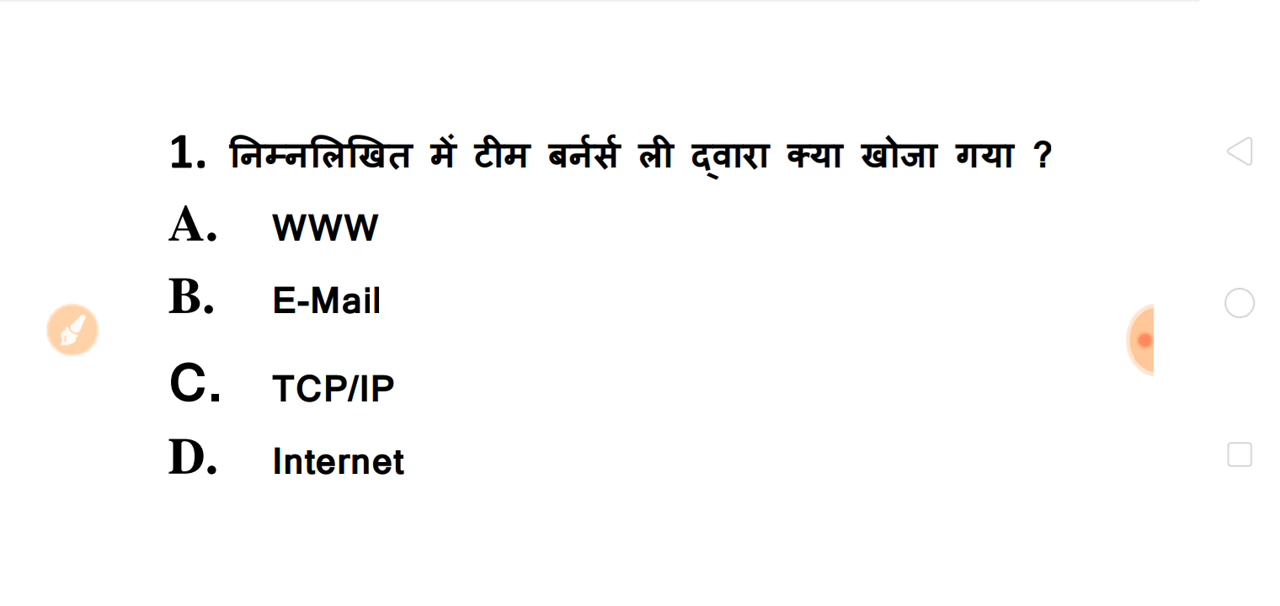 1. निम्नलिखित में टीम बर्नर्स ली द्वारा क्या खोजा गया ?
A. WWW
B. E-Mail
C. TCP/IP
D. Internet